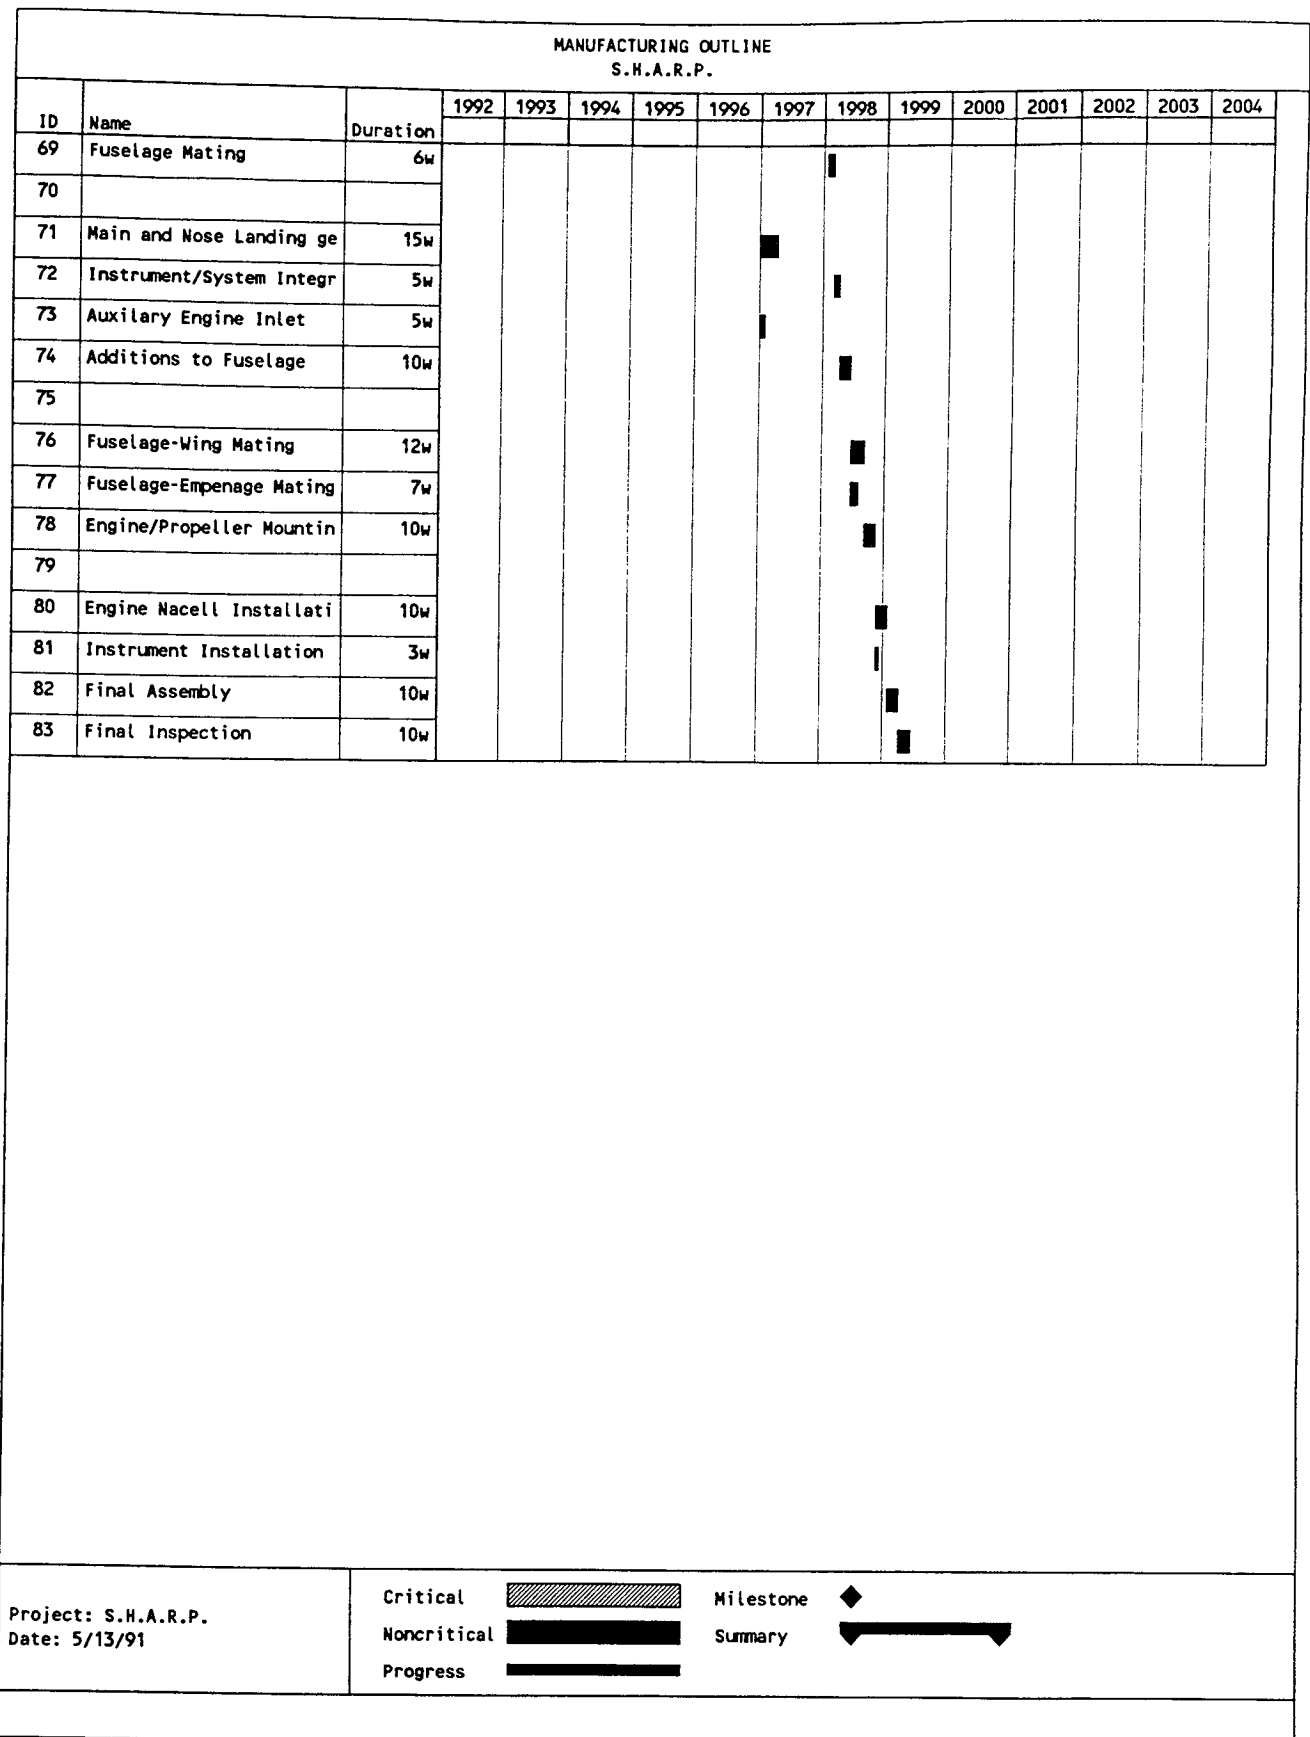 MANUFACTURING OUTLINE
S.H.A.R.P.
ID Name Duration 1992 1993 1994 1995 1996 1997 1998 1999 2000 2001 2002 2003 2004
69 Fuselage Mating 6w
70
71 Main and Nose Landing ge 15w
72 Instrument/System Integr 5w
73 Auxilary Engine Inlet 5w
74 Additions to Fuselage 10w
75
76 Fuselage-Wing Mating 12w
77 Fuselage-Empenage Mating 7w
78 Engine/Propeller Mountin 10w
79
80 Engine Nacell Installati 10w
81 Instrument Installation 3w
82 Final Assembly 10w
83 Final Inspection 10w
Project: S.H.A.R.P.
Date: 5/13/91
Critical
Noncritical
Progress
Milestone
Summary